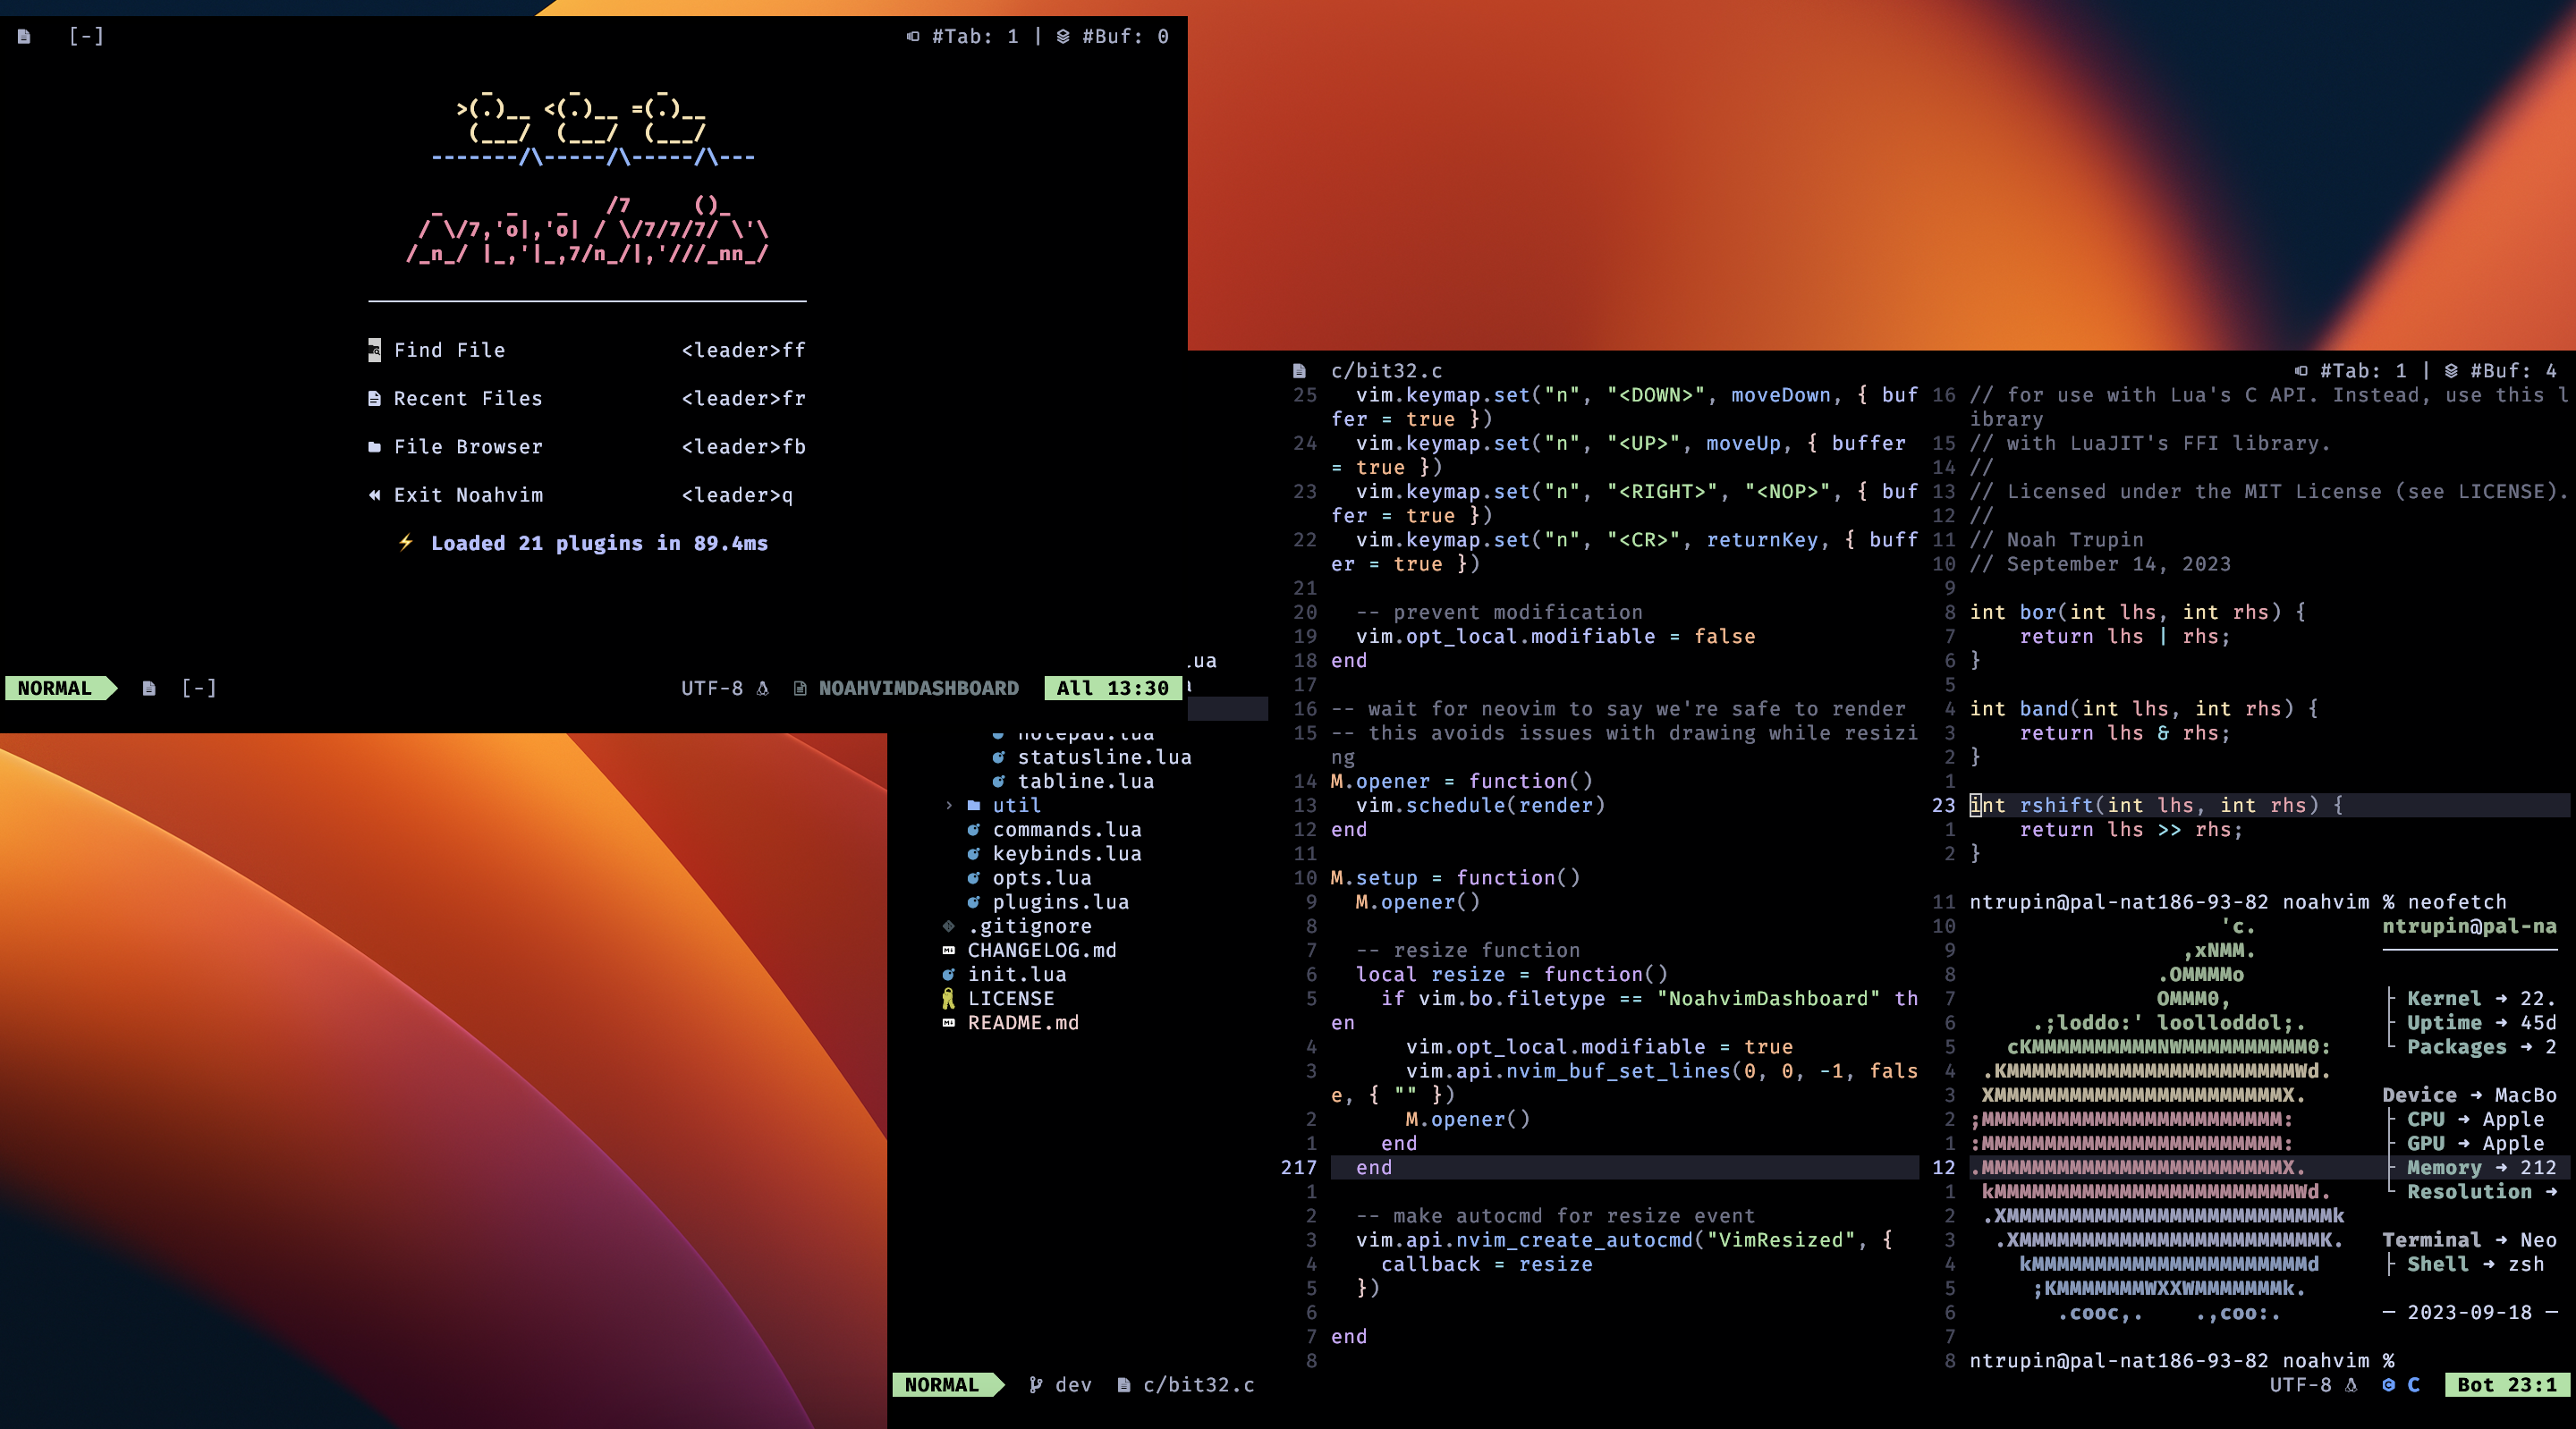 [-]
#Tab: 1 | #Buf: 0
   _      _      _
>(.)__ <(.)__ =(.)__
 (___/  (___/  (___/
-------/\-----/\-----/\---
  _     _   _   /7     ()_
 / \/7,'o|,'o| / \/7/7/7/ \'\
/_n_/ |_,'|_,7/n_/|,'///_nn_/
Find File <leader>ff
Recent Files <leader>fr
File Browser <leader>fb
Exit Noahvim <leader>q
⚡ Loaded 21 plugins in 89.4ms
NORMAL [-] UTF-8 NOAHVIMDASHBOARD All 13:30
.lua
notepad.lua
statusline.lua
tabline.lua
› util
commands.lua
keybinds.lua
opts.lua
plugins.lua
.gitignore
CHANGELOG.md
init.lua
LICENSE
README.md
c/bit32.c
#Tab: 1 | #Buf: 4
25   vim.keymap.set("n", "<DOWN>", moveDown, { buf
fer = true })
24   vim.keymap.set("n", "<UP>", moveUp, { buffer
= true })
23   vim.keymap.set("n", "<RIGHT>", "<NOP>", { buf
fer = true })
22   vim.keymap.set("n", "<CR>", returnKey, { buff
er = true })
21
20   -- prevent modification
19   vim.opt_local.modifiable = false
18 end
17
16 -- wait for neovim to say we're safe to render
15 -- this avoids issues with drawing while resizi
ng
14 M.opener = function()
13   vim.schedule(render)
12 end
11
10 M.setup = function()
9   M.opener()
8
7   -- resize function
6   local resize = function()
5     if vim.bo.filetype == "NoahvimDashboard" th
en
4       vim.opt_local.modifiable = true
3       vim.api.nvim_buf_set_lines(0, 0, -1, fals
e, { "" })
2       M.opener()
1     end
217   end
1
2   -- make autocmd for resize event
3   vim.api.nvim_create_autocmd("VimResized", {
4     callback = resize
5   })
6
7 end
8
16 // for use with Lua's C API. Instead, use this l
ibrary
15 // with LuaJIT's FFI library.
14 //
13 // Licensed under the MIT License (see LICENSE).
12 //
11 // Noah Trupin
10 // September 14, 2023
9
8 int bor(int lhs, int rhs) {
7     return lhs | rhs;
6 }
5
4 int band(int lhs, int rhs) {
3     return lhs & rhs;
2 }
1
23 int rshift(int lhs, int rhs) {
1     return lhs >> rhs;
2 }
11 ntrupin@pal-nat186-93-82 noahvim % neofetch
10                     'c.          ntrupin@pal-na
9                  ,xNMM.
8                .OMMMMo
7                OMMM0,            ├ Kernel ➜ 22.
6      .;loddo:' loolloddol;.      ├ Uptime ➜ 45d
5    cKMMMMMMMMMMNWMMMMMMMMMM0:    └ Packages ➜ 2
4  .KMMMMMMMMMMMMMMMMMMMMMMMWd.
3  XMMMMMMMMMMMMMMMMMMMMMMMX.      Device ➜ MacBo
2 ;MMMMMMMMMMMMMMMMMMMMMMMM:       ├ CPU ➜ Apple
1 :MMMMMMMMMMMMMMMMMMMMMMMM:       ├ GPU ➜ Apple
12 .MMMMMMMMMMMMMMMMMMMMMMMMX.      ├ Memory ➜ 212
1  kMMMMMMMMMMMMMMMMMMMMMMMMWd.    └ Resolution ➜
2  .XMMMMMMMMMMMMMMMMMMMMMMMMMMk
3   .XMMMMMMMMMMMMMMMMMMMMMMMMK.   Terminal ➜ Neo
4     kMMMMMMMMMMMMMMMMMMMMMMd     ├ Shell ➜ zsh
5      ;KMMMMMMMWXXWMMMMMMMk.
6        .cooc,.    .,coo:.        — 2023-09-18 —
7
8 ntrupin@pal-nat186-93-82 noahvim %
NORMAL dev c/bit32.c UTF-8 C Bot 23:1